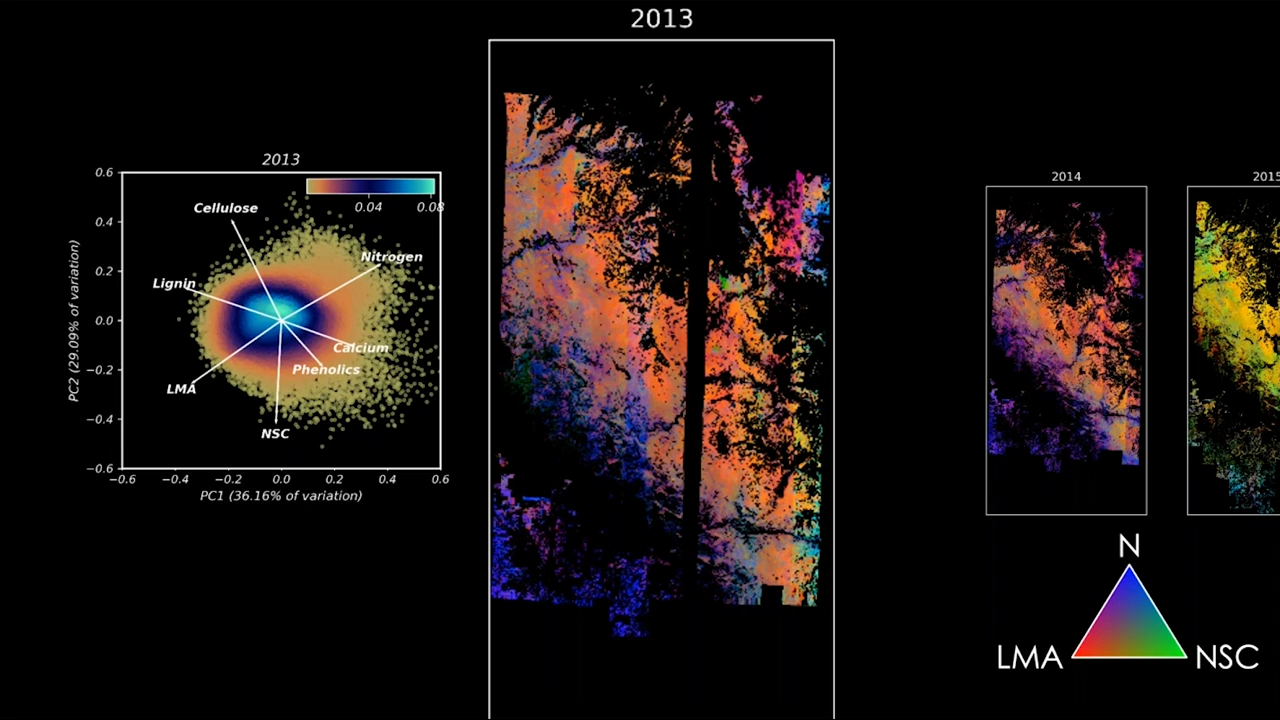 2013
2013
0.04 0.08
Cellulose
Nitrogen
Lignin
Calcium
Phenolics
LMA
NSC
0.6
0.4
0.2
0.0
−0.2
−0.4
−0.6
PC2 (29.09% of variation)
−0.6 −0.4 −0.2 0.0 0.2 0.4 0.6
PC1 (36.16% of variation)
2014
2015
N
LMA
NSC